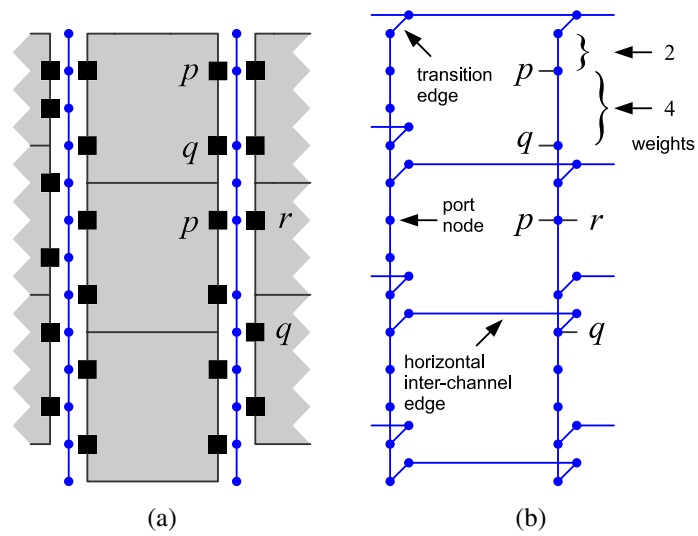 p
q
p
r
q
(a)
transition
edge
p
2
4
q
weights
port
node
p
r
q
horizontal
inter-channel
edge
(b)